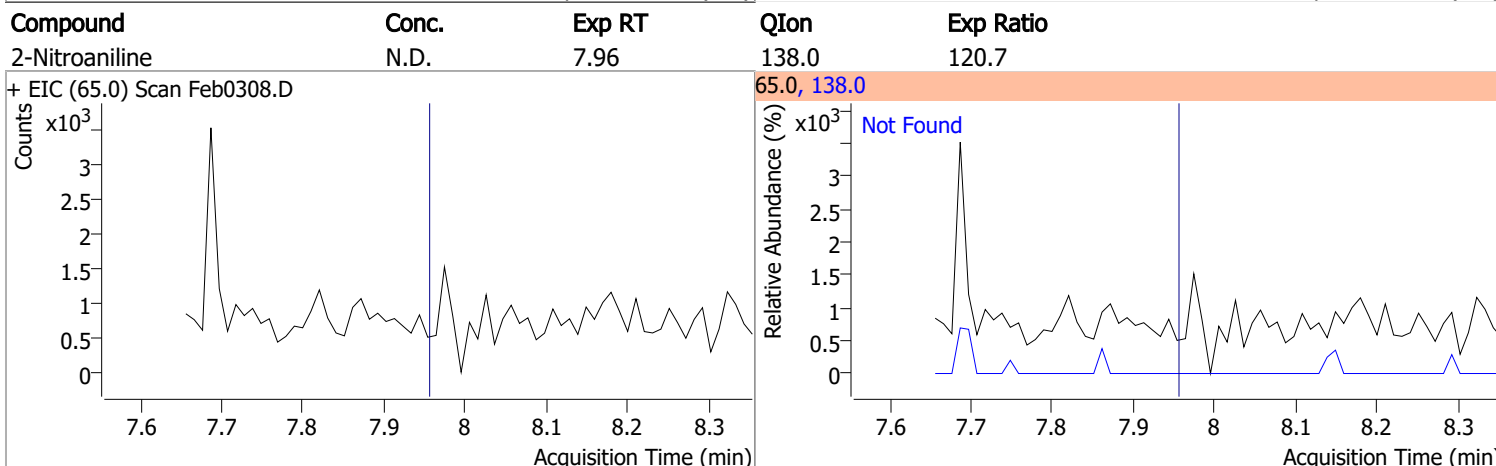 Compound Conc. Exp RT QIon Exp Ratio
2-Nitroaniline N.D. 7.96 138.0 120.7
+ EIC (65.0) Scan Feb0308.D
Counts
x10³
3
2.5
2
1.5
1
0.5
0
7.6 7.7 7.8 7.9 8 8.1 8.2 8.3
Acquisition Time (min)
65.0, 138.0
Relative Abundance (%)
x10³
Not Found
3
2.5
2
1.5
1
0.5
0
7.6 7.7 7.8 7.9 8 8.1 8.2 8.3
Acquisition Time (min)